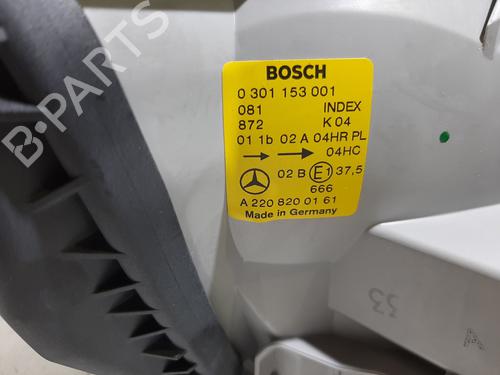 BOSCH
0 301 153 001
081 INDEX
872 K 04
01 1b 02 A 04HR PL
04HC
02 B E1 37,5
666
A 220 820 01 61
Made in Germany
33
B-PARTS